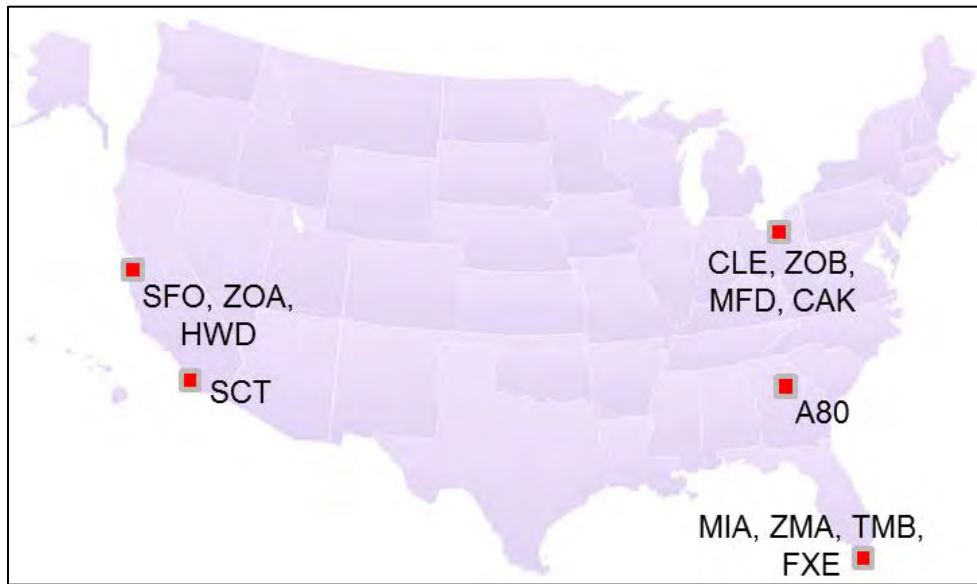 CLE, ZOB,
MFD, CAK
SFO, ZOA,
HWD
SCT
A80
MIA, ZMA, TMB,
FXE